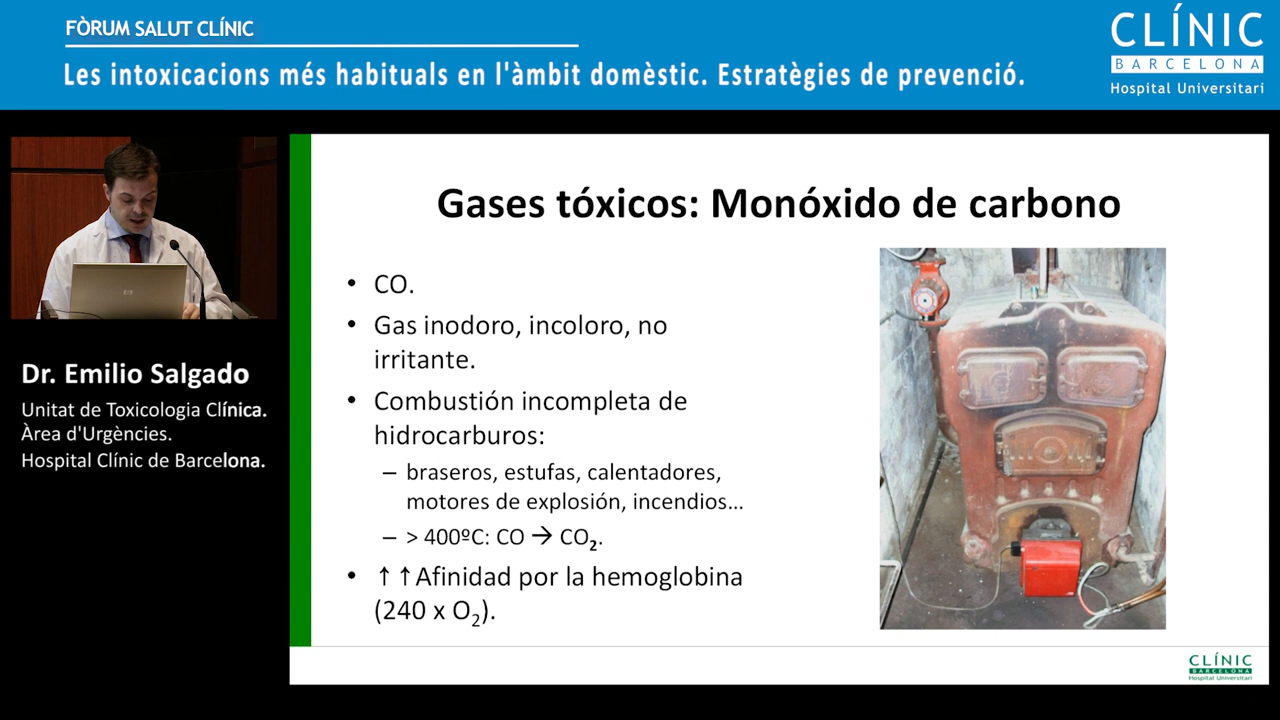 FÒRUM SALUT CLÍNIC
Les intoxicacions més habituals en l'àmbit domèstic. Estratègies de prevenció.
CLÍNIC
BARCELONA
Hospital Universitari
Dr. Emilio Salgado
Unitat de Toxicologia Clínica.
Àrea d'Urgències.
Hospital Clínic de Barcelona.
Gases tóxicos: Monóxido de carbono
• CO.
• Gas inodoro, incoloro, no
irritante.
• Combustión incompleta de
hidrocarburos:
– braseros, estufas, calentadores,
motores de explosión, incendios...
– > 400ºC: CO → CO₂.
• ↑↑Afinidad por la hemoglobina
(240 x O₂).
CLÍNIC
BARCELONA
Hospital Universitari